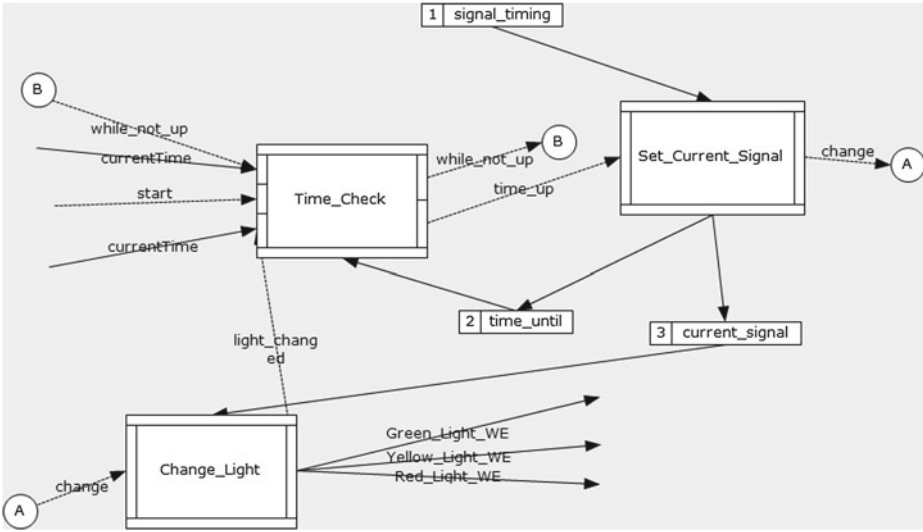 1 signal_timing
B
while_not_up
currentTime
start
currentTime
Time_Check
while_not_up
B
time_up
Set_Current_Signal
change
A
2 time_until
3 current_signal
light_chang
ed
Green_Light_WE
Yellow_Light_WE
Red_Light_WE
Change_Light
change
A